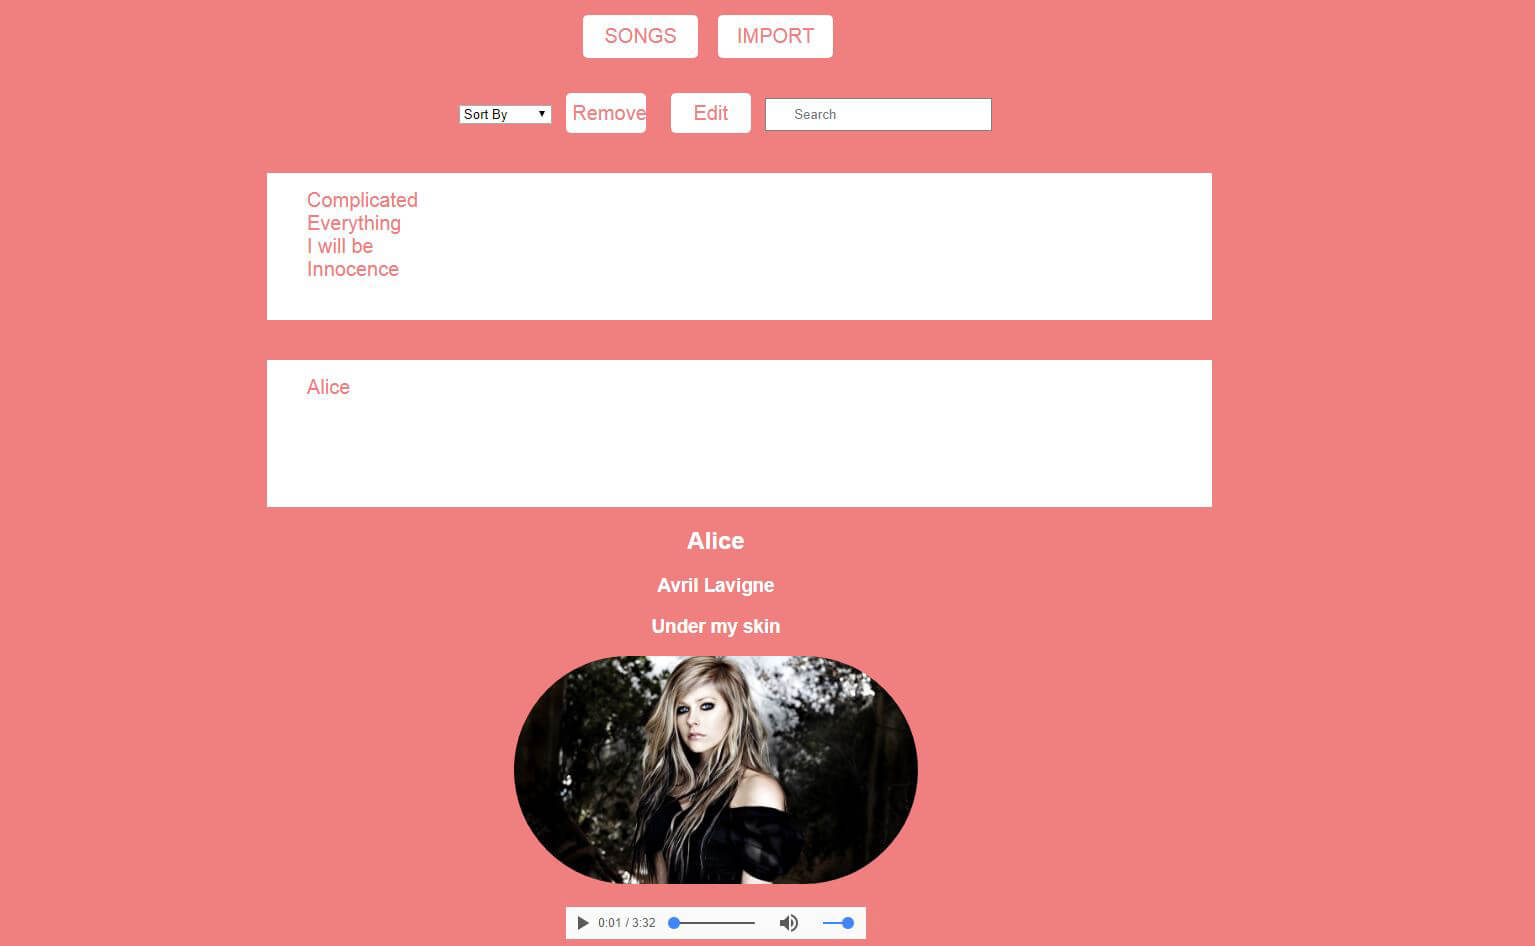 SONGS IMPORT
Sort By Remove Edit Search
Complicated
Everything
I will be
Innocence
Alice
Alice
Avril Lavigne
Under my skin
0:01 / 3:32